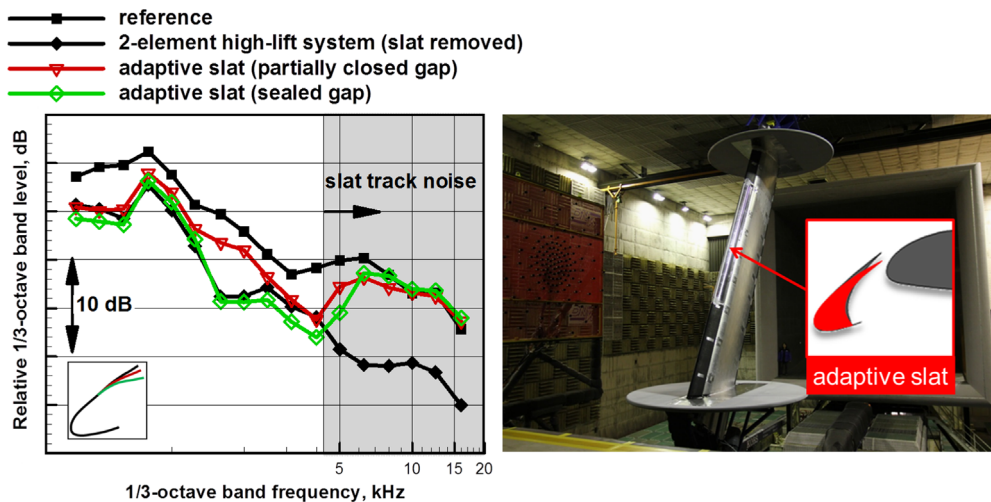 reference
2-element high-lift system (slat removed)
adaptive slat (partially closed gap)
adaptive slat (sealed gap)
Relative 1/3-octave band level, dB
slat track noise
10 dB
5 10 15 20
1/3-octave band frequency, kHz
adaptive slat